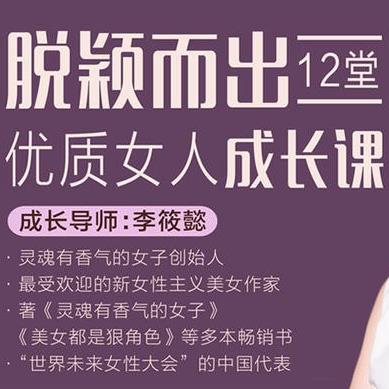 脱颖而出 12堂
优质女人成长课
成长导师:李筱懿
·灵魂有香气的女子创始人
·最受欢迎的新女性主义美女作家
·著《灵魂有香气的女子》
《美女都是狠角色》等多本畅销书
·“世界未来女性大会”的中国代表